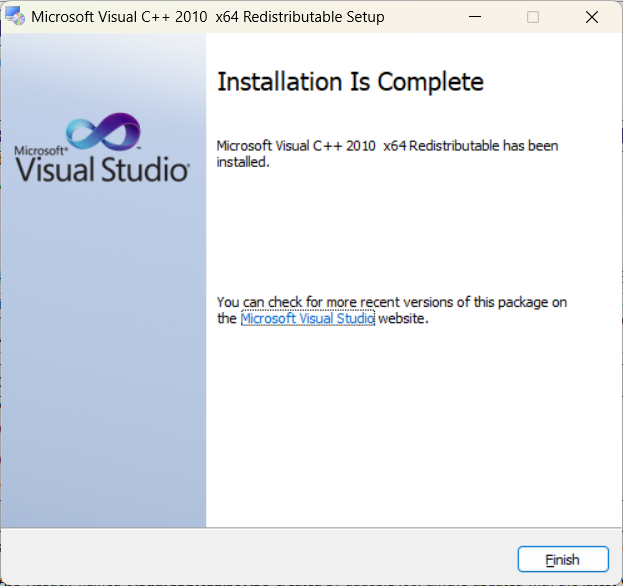 Microsoft Visual C++ 2010  x64 Redistributable Setup
Installation Is Complete
Microsoft®
Visual Studio®
Microsoft Visual C++ 2010  x64 Redistributable has been
installed.
You can check for more recent versions of this package on
the Microsoft Visual Studio website.
Finish